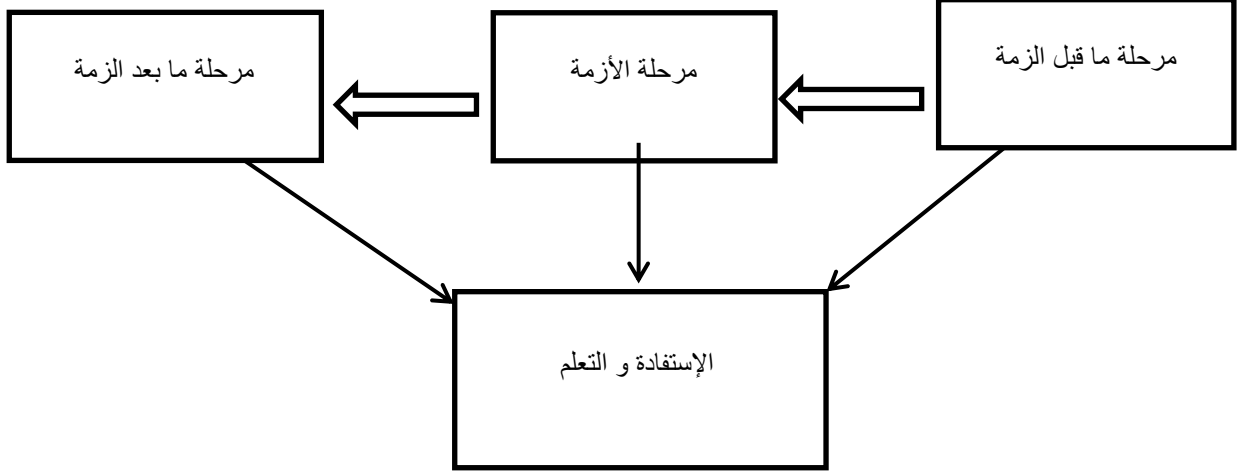 مرحلة ما قبل الزمة
مرحلة الأزمة
مرحلة ما بعد الزمة
الإستفادة و التعلم